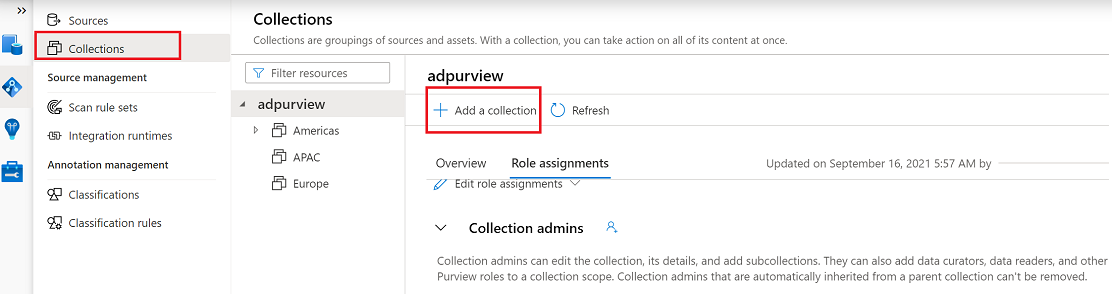 »
Sources
Collections
Source management
Scan rule sets
Integration runtimes
Annotation management
Classifications
Classification rules
Collections
Collections are groupings of sources and assets. With a collection, you can take action on all of its content at once.
Filter resources
adpurview
Americas
APAC
Europe
adpurview
Add a collection Refresh
Overview Role assignments Updated on September 16, 2021 5:57 AM by
Edit role assignments
Collection admins
Collection admins can edit the collection, its details, and add subcollections. They can also add data curators, data readers, and other
Purview roles to a collection scope. Collection admins that are automatically inherited from a parent collection can't be removed.